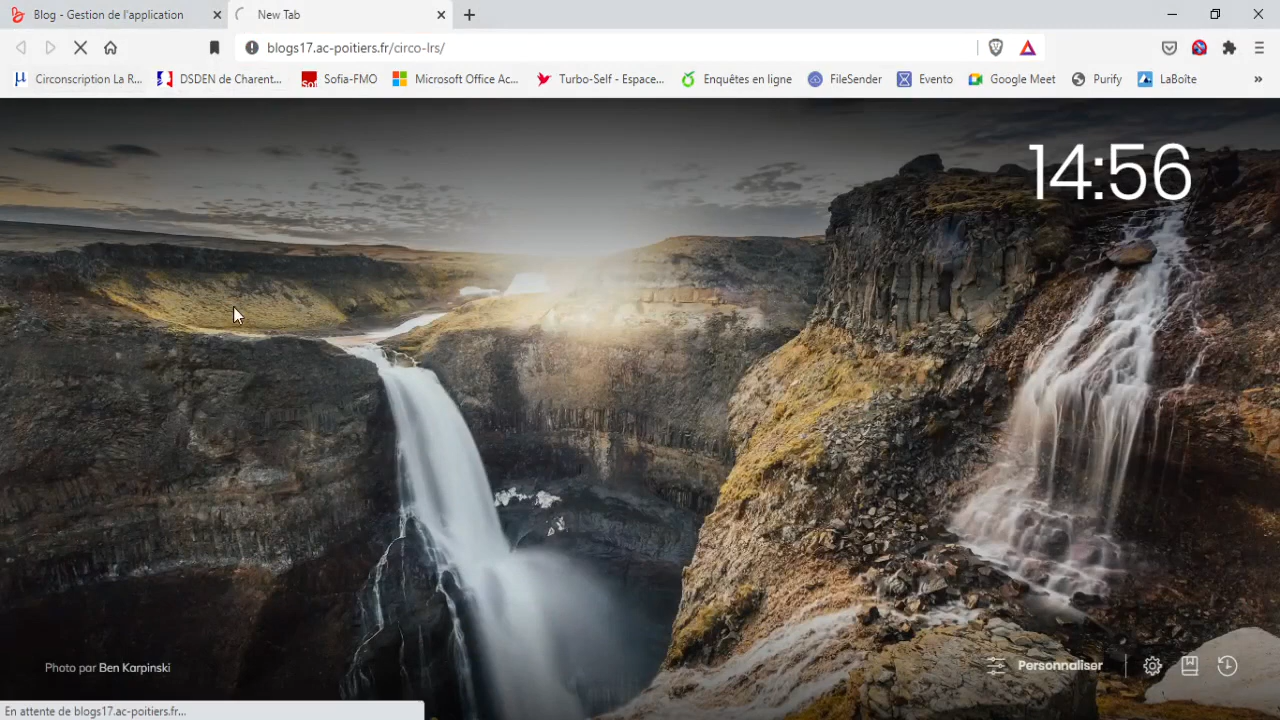 Blog - Gestion de l'application
New Tab
blogs17.ac-poitiers.fr/circo-lrs/
Circonscription La R...
DSDEN de Charent...
Sofia-FMO
Microsoft Office Ac...
Turbo-Self - Espace...
Enquêtes en ligne
FileSender
Evento
Google Meet
Purify
LaBoîte
14:56
Photo par Ben Karpinski
Personnaliser
En attente de blogs17.ac-poitiers.fr...